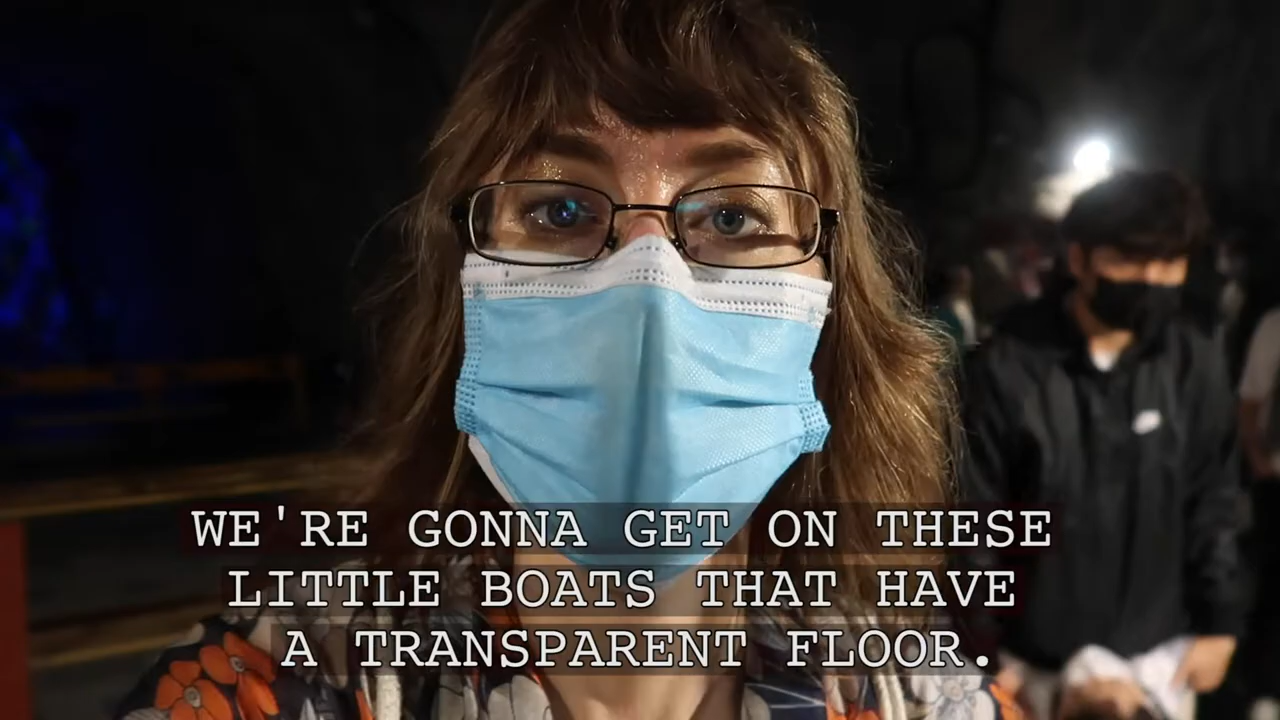 WE'RE GONNA GET ON THESE
LITTLE BOATS THAT HAVE
A TRANSPARENT FLOOR.